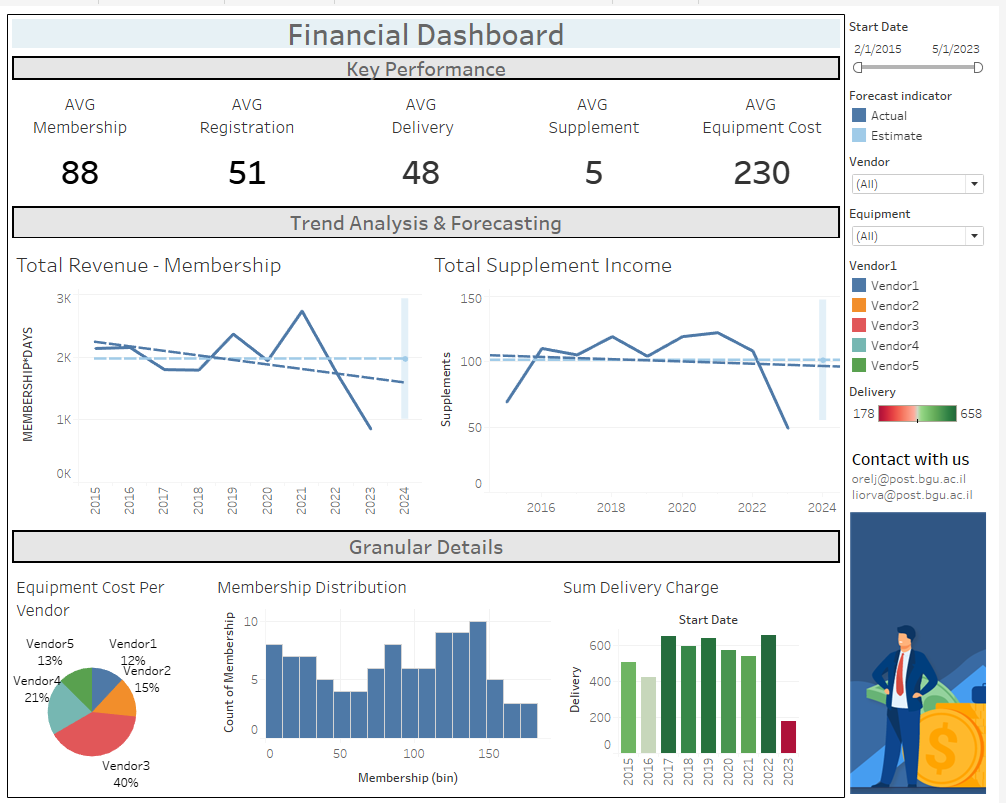 Financial Dashboard
Key Performance
AVG
Membership
88
AVG
Registration
51
AVG
Delivery
48
AVG
Supplement
5
AVG
Equipment Cost
230
Trend Analysis & Forecasting
Total Revenue - Membership
MEMBERSHIP*DAYS
3K
2K
1K
0K
2015
2016
2017
2018
2019
2020
2021
2022
2023
2024
Total Supplement Income
Supplements
150
100
50
0
2016
2018
2020
2022
2024
Granular Details
Equipment Cost Per
Vendor
Vendor5
13%
Vendor1
12%
Vendor2
15%
Vendor4
21%
Vendor3
40%
Membership Distribution
Count of Membership
10
5
0
0
50
100
150
Membership (bin)
Sum Delivery Charge
Start Date
Delivery
600
400
200
0
2015
2016
2017
2018
2019
2020
2021
2022
2023
Start Date
2/1/2015
5/1/2023
Forecast indicator
Actual
Estimate
Vendor
(All)
Equipment
(All)
Vendor1
Vendor1
Vendor2
Vendor3
Vendor4
Vendor5
Delivery
178
658
Contact with us
orelj@post.bgu.ac.il
liorva@post.bgu.ac.il
$